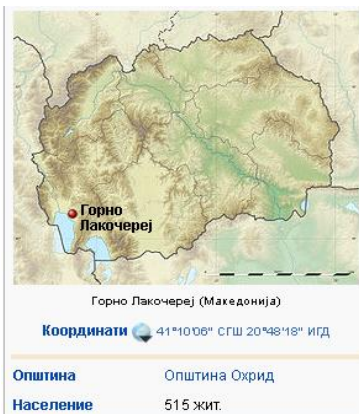 Горно
Лакочереј
Горно Лакочереј (Македонија)
Координати 41°10′06″ СГШ 20°48′18″ ИГД
Општина Општина Охрид
Население 515 жит.